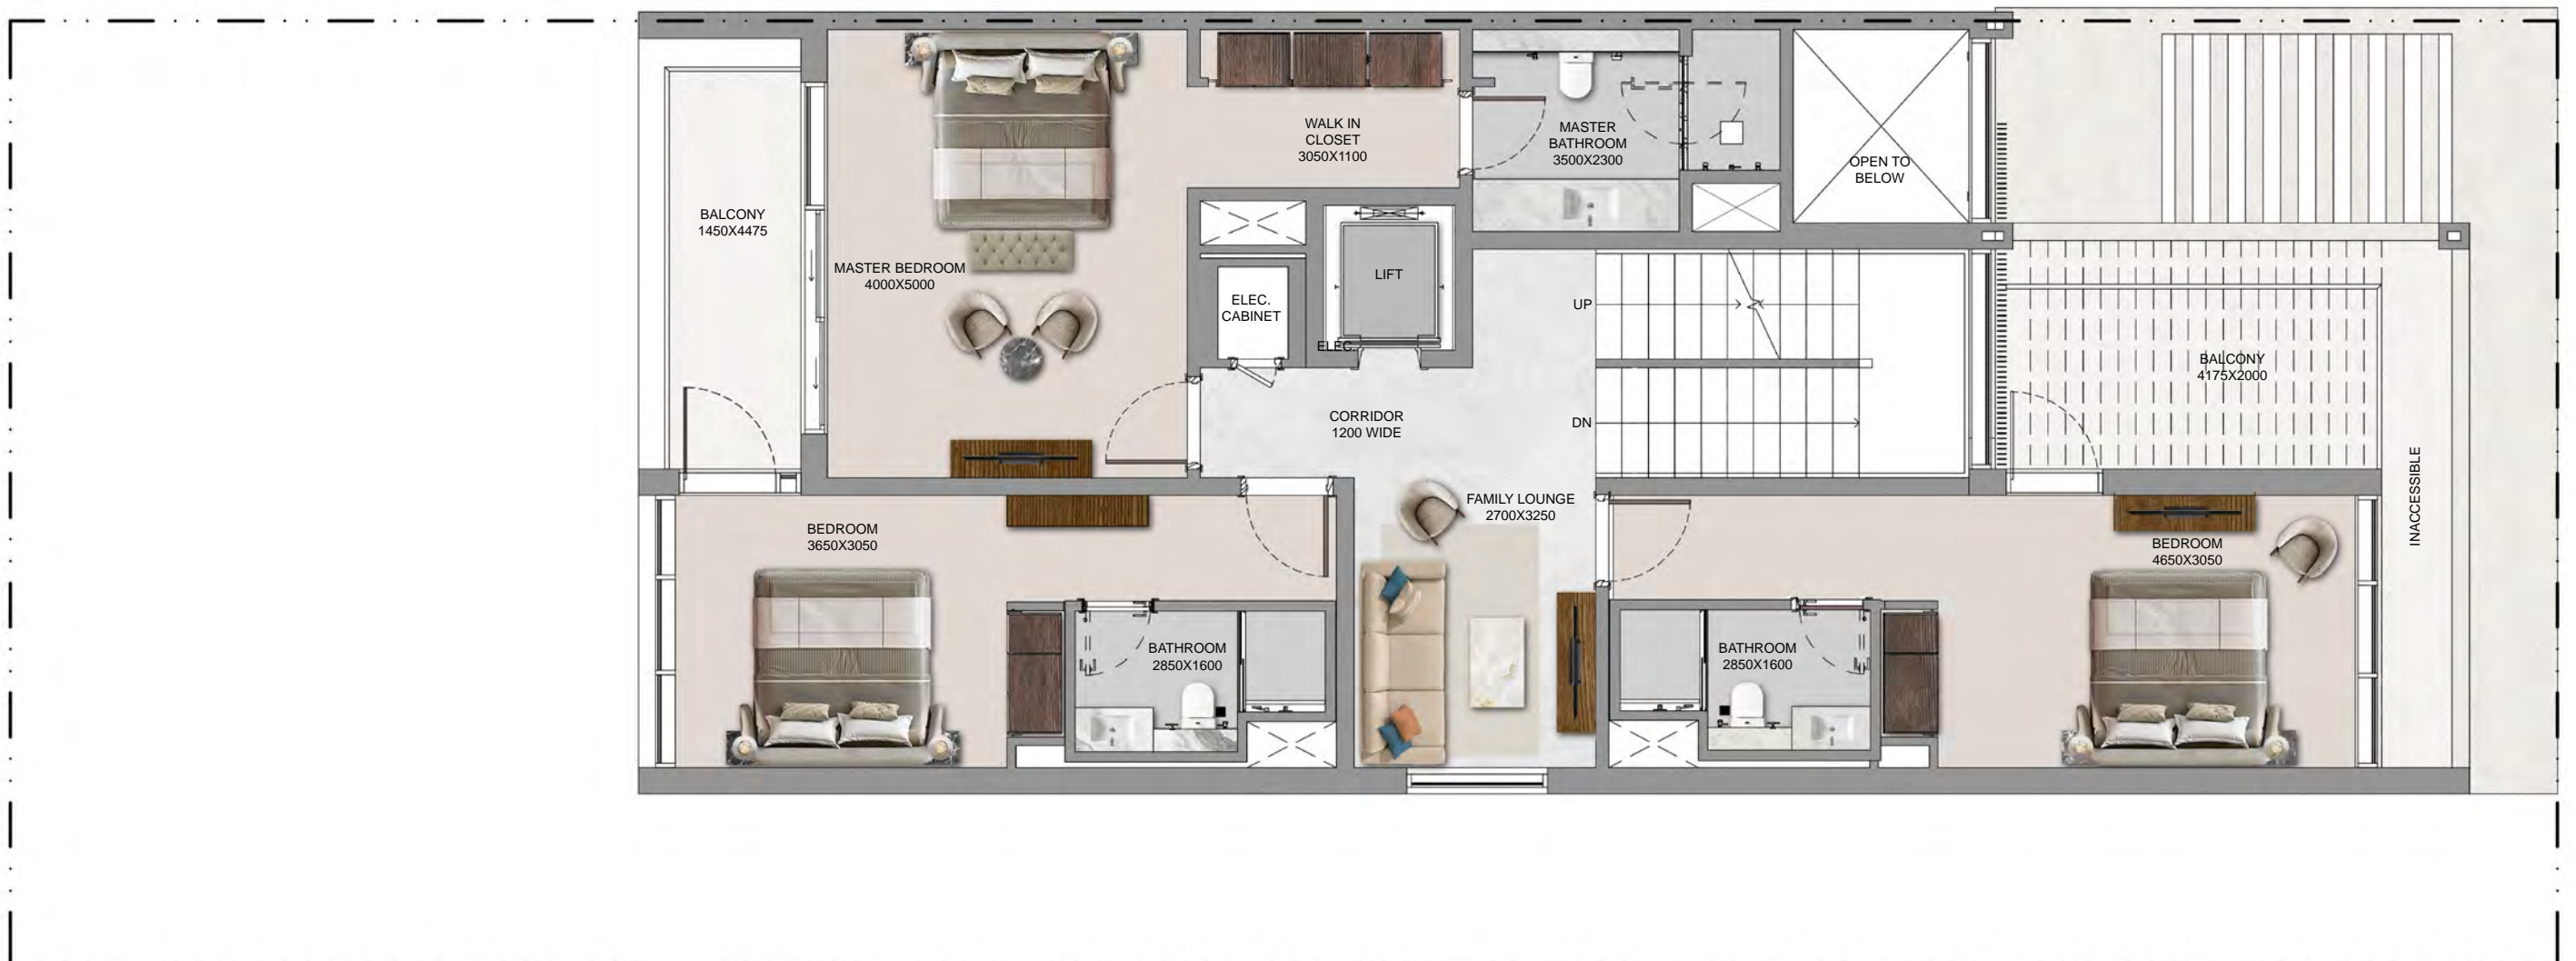 WALK IN
CLOSET
3050X1100
MASTER
BATHROOM
3500X2300
OPEN TO
BELOW
BALCONY
1450X4475
MASTER BEDROOM
4000X5000
LIFT
ELEC.
CABINET
ELEC.
UP
BALCONY
4175X2000
CORRIDOR
1200 WIDE
DN
FAMILY LOUNGE
2700X3250
INACCESSIBLE
BEDROOM
3650X3050
BEDROOM
4650X3050
BATHROOM
2850X1600
BATHROOM
2850X1600